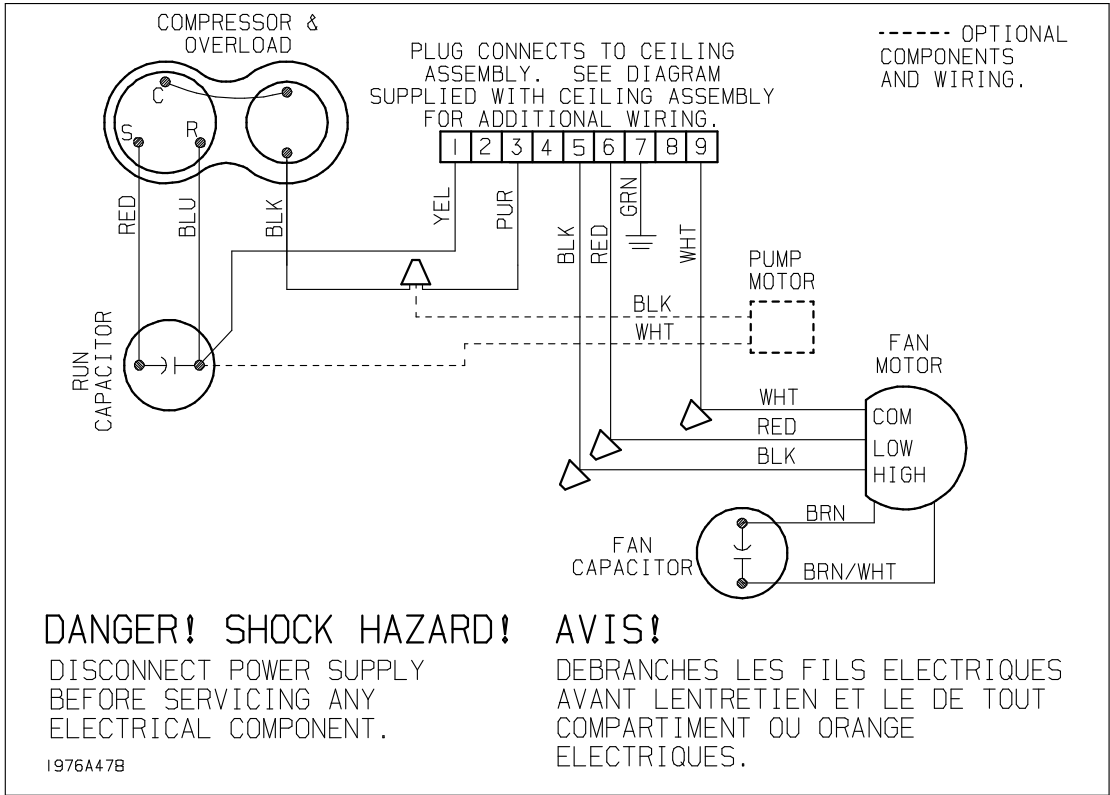 COMPRESSOR &
OVERLOAD
PLUG CONNECTS TO CEILING
ASSEMBLY. SEE DIAGRAM
SUPPLIED WITH CEILING ASSEMBLY
FOR ADDITIONAL WIRING.
------ OPTIONAL
COMPONENTS
AND WIRING.
C
S
R
1 2 3 4 5 6 7 8 9
RED
BLU
BLK
YEL
PUR
BLK
RED
GRN
WHT
PUMP
MOTOR
BLK
WHT
RUN
CAPACITOR
FAN
MOTOR
WHT
RED
BLK
COM
LOW
HIGH
BRN
BRN/WHT
FAN
CAPACITOR
DANGER! SHOCK HAZARD!
DISCONNECT POWER SUPPLY
BEFORE SERVICING ANY
ELECTRICAL COMPONENT.
1976A47B
AVIS!
DEBRANCHES LES FILS ELECTRIQUES
AVANT LENTRETIEN ET LE DE TOUT
COMPARTIMENT OU ORANGE
ELECTRIQUES.